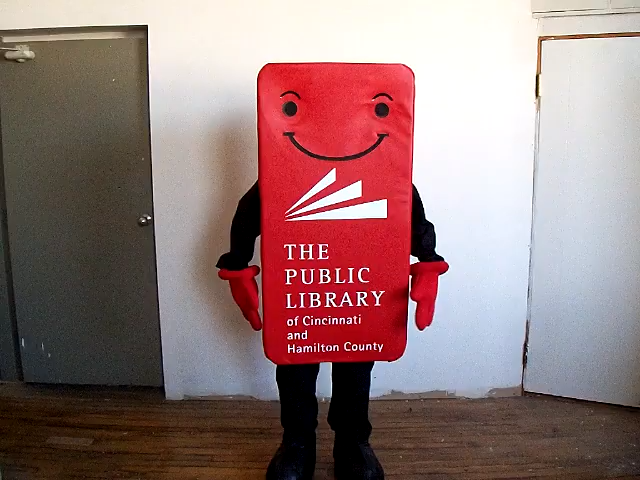 THE
PUBLIC
LIBRARY
of Cincinnati
and
Hamilton County